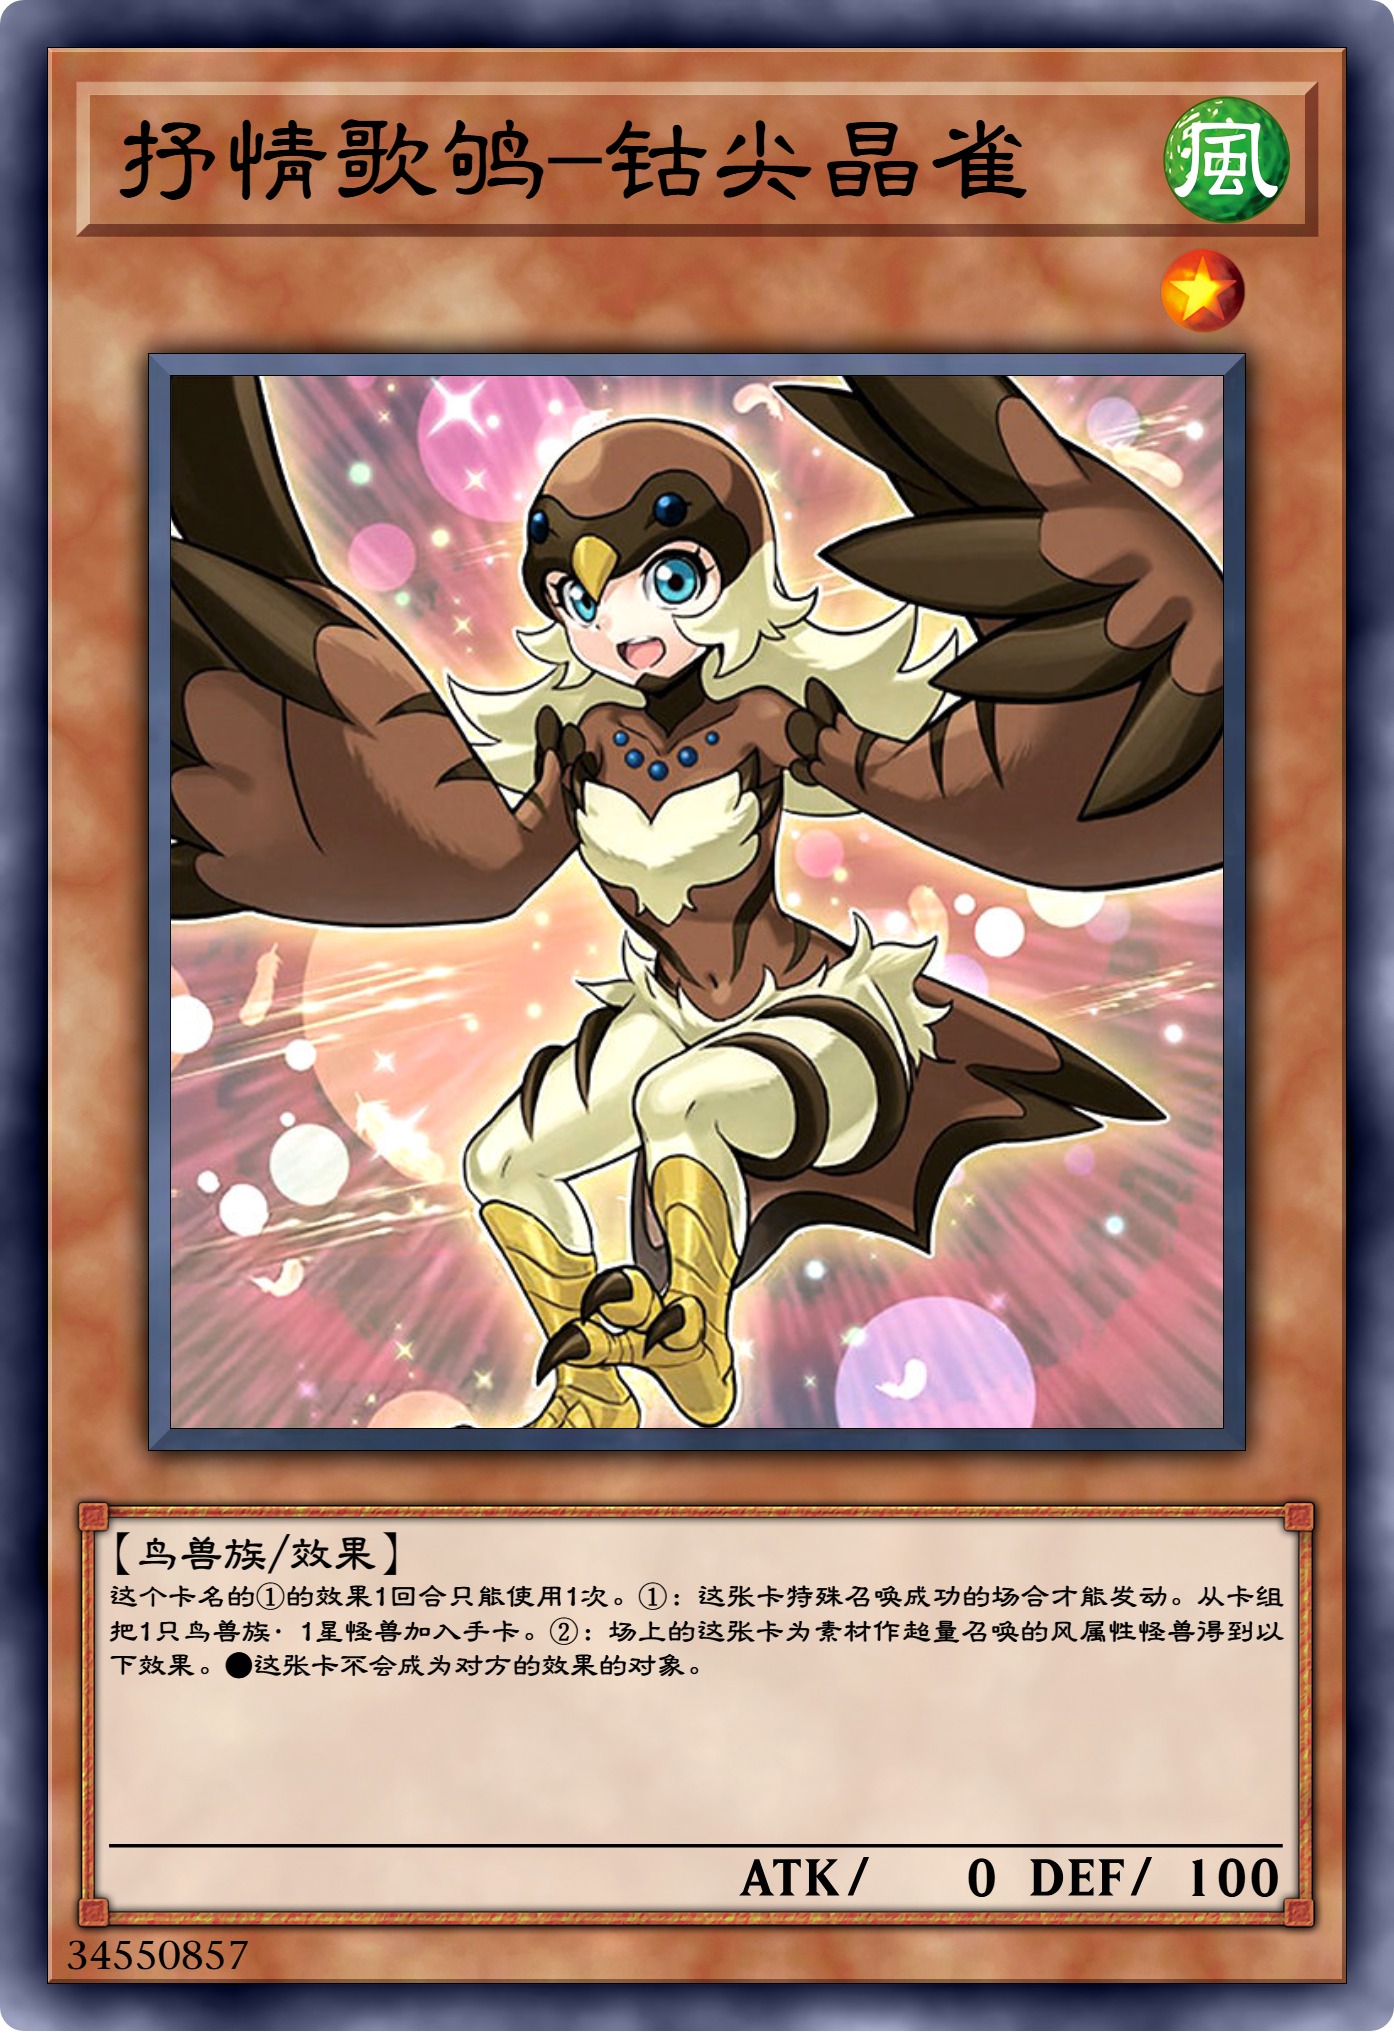 抒情歌鸲-钴尖晶雀
風
【鸟兽族/效果】
这个卡名的①的效果1回合只能使用1次。①：这张卡特殊召唤成功的场合才能发动。从卡组
把1只鸟兽族·1星怪兽加入手卡。②：场上的这张卡为素材作超量召唤的风属性怪兽得到以
下效果。●这张卡不会成为对方的效果的对象。
ATK/ 0 DEF/ 100
34550857